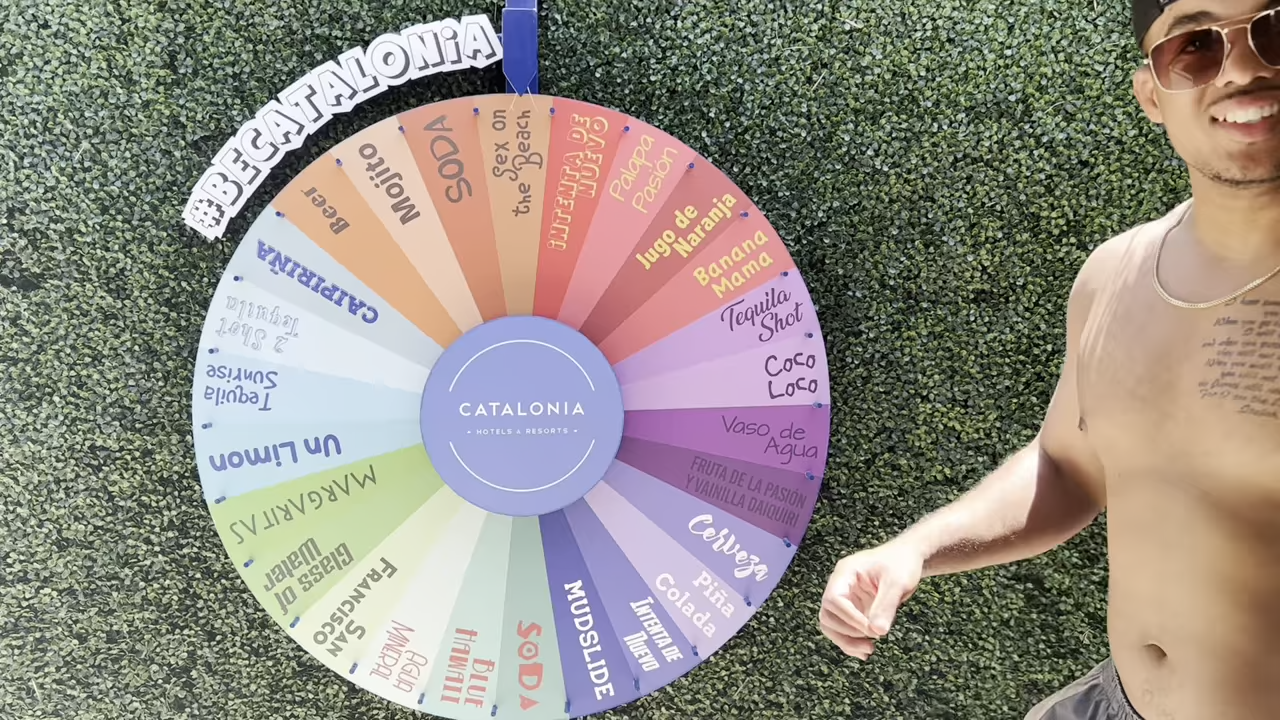 #BECATALONiA
Sex on
the Beach
iNTENTA DE
NUEVO
Palapa
Pasión
Jugo de
Naranja
Banana
Mama
Tequila
Shot
Coco
Loco
Vaso de
Agua
FRUTA DE LA PASIÓN
Y VAINILLA DAIQUIRI
Cerveza
Piña
Colada
INTENTA DE
NUEVO
MUDSLIDE
SODA
BLUE
HAWAII
AGUA
MINERAL
SAN
FRANCISCO
Glass of
Water
MARGARITAS
Un Limon
Tequila
Sunrise
2 Shot
Tequila
CAIPIRIÑA
Beer
Mojito
SODA
CATALONIA
HOTELS & RESORTS